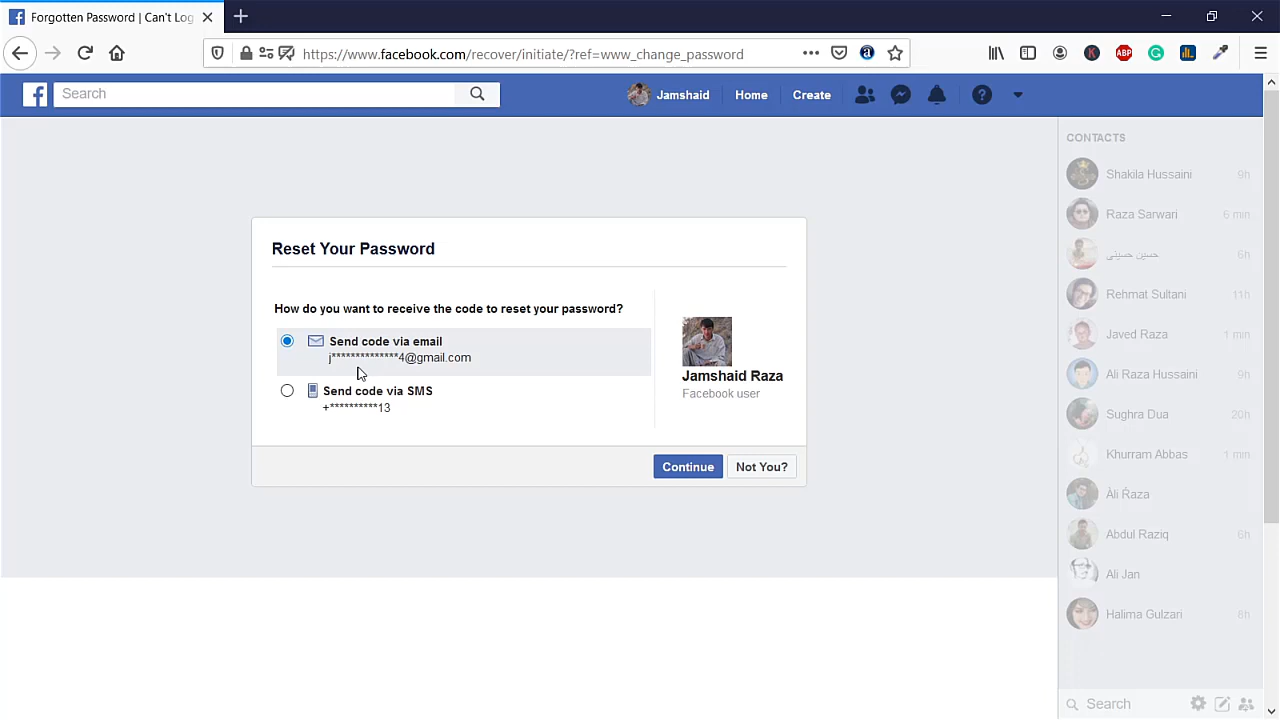 Forgotten Password | Can't Log
https://www.facebook.com/recover/initiate/?ref=www_change_password
ABP
Search
Jamshaid
Home
Create
CONTACTS
Shakila Hussaini 9h
Raza Sarwari 6 min
حسین حسینی 6h
Rehmat Sultani 11h
Javed Raza 1 min
Ali Raza Hussaini 9h
Sughra Dua 20h
Khurram Abbas 1 min
Àli Ŕaza
Abdul Raziq 6h
Ali Jan
Halima Gulzari 8h
Search
Reset Your Password
How do you want to receive the code to reset your password?
Send code via email
j**************4@gmail.com
Send code via SMS
+**********13
Jamshaid Raza
Facebook user
Continue
Not You?